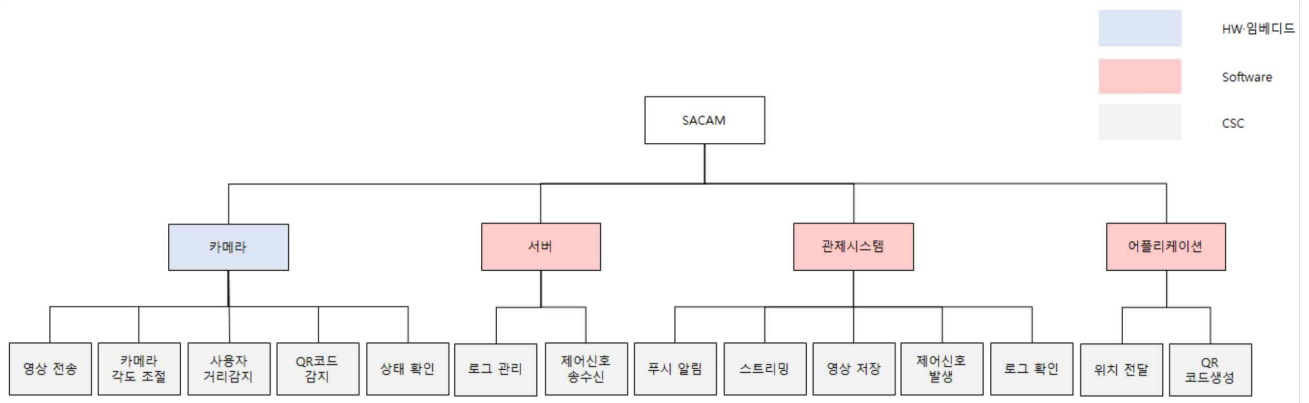 HW·임베디드
Software
CSC
SACAM
카메라
서버
관제시스템
어플리케이션
영상 전송
카메라
각도 조절
사용자
거리감지
QR코드
감지
상태 확인
로그 관리
제어신호
송수신
푸시 알림
스트리밍
영상 저장
제어신호
발생
로그 확인
위치 전달
QR
코드생성